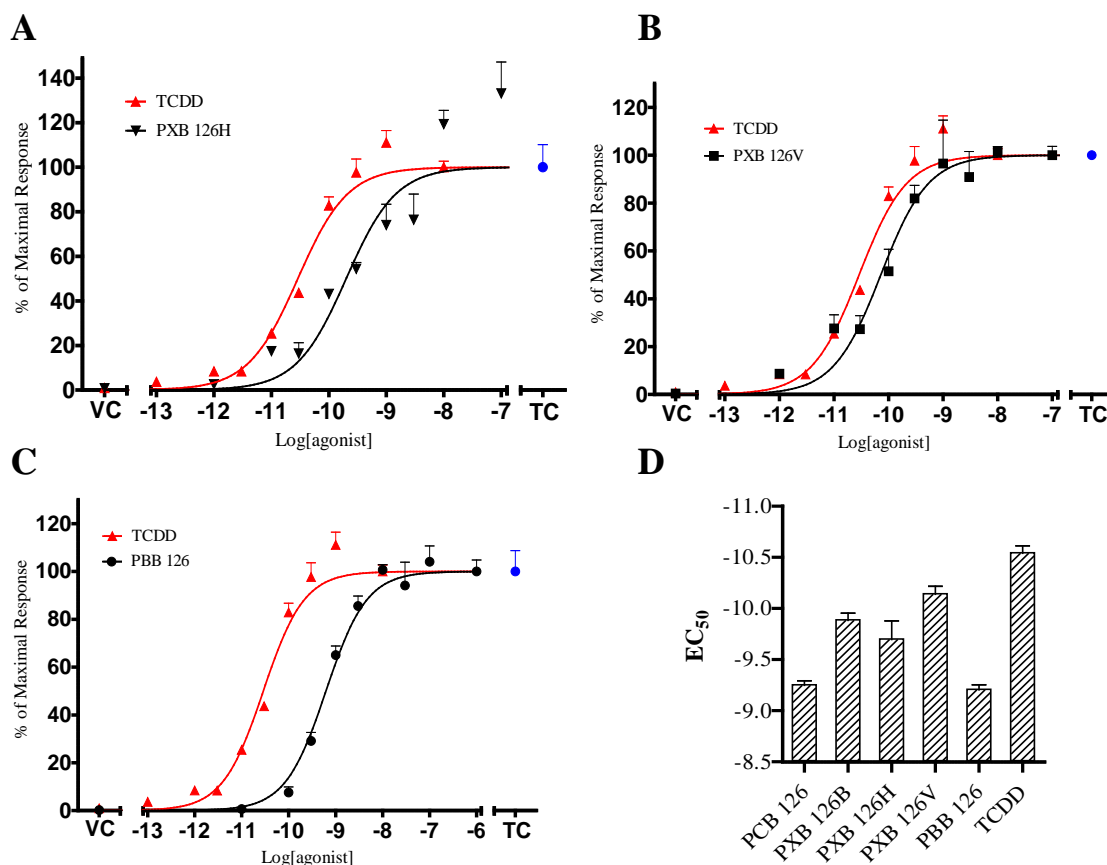 A
140
120
100
80
60
40
20
0
% of Maximal Response
TCDD
PXB 126H
VC -13 -12 -11 -10 -9 -8 -7 TC
Log[agonist]
B
120
100
80
60
40
20
0
% of Maximal Response
TCDD
PXB 126V
VC -13 -12 -11 -10 -9 -8 -7 TC
Log[agonist]
C
120
100
80
60
40
20
0
% of Maximal Response
TCDD
PBB 126
VC -13 -12 -11 -10 -9 -8 -7 -6 TC
Log[agonist]
D
-11.0
-10.5
-10.0
-9.5
-9.0
-8.5
EC50
PCB 126
PXB 126B
PXB 126H
PXB 126V
PBB 126
TCDD